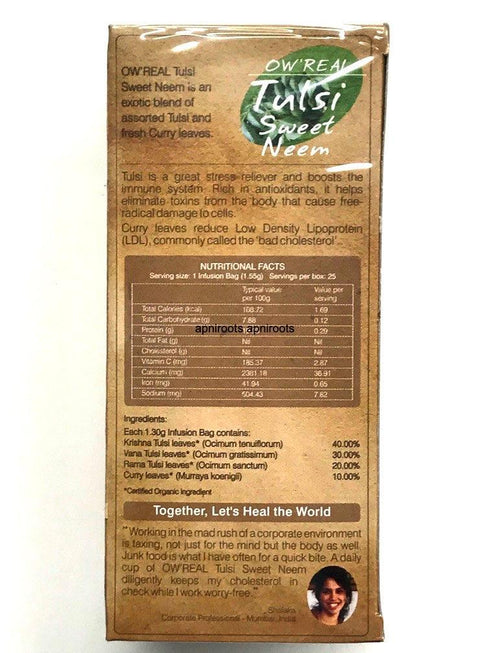 OW'REAL Tulsi
Sweet Neem is an
exotic blend of
assorted Tulsi and
fresh Curry leaves.
OW'REAL
Tulsi
Sweet
Neem
Tulsi is a great stress reliever and boosts the
immune system. Rich in antioxidants, it helps
eliminate toxins from the body that cause free-
radical damage to cells.
Curry leaves reduce Low Density Lipoprotein
(LDL), commonly called the 'bad cholesterol'.
NUTRITIONAL FACTS
Serving size: 1 Infusion Bag (1.55g) Servings per box: 25
Typical value per 100g Value per serving
Total Calories (kcal) 108.72 1.69
Total Carbohydrate (g) 7.88 0.12
Protein (g) 0.29
apniroots apniroots
Total Fat (g) Nil Nil
Cholesterol (g) Nil Nil
Vitamin C (mg) 185.37 2.87
Calcium (mg) 2381.18 36.91
Iron (mg) 41.94 0.65
Sodium (mg) 504.43 7.82
Ingredients:
Each 1.30g Infusion Bag contains:
Krishna Tulsi leaves* (Ocimum tenuiflorum) 40.00%
Vana Tulsi leaves* (Ocimum gratissimum) 30.00%
Rama Tulsi leaves* (Ocimum sanctum) 20.00%
Curry leaves* (Murraya koenigii) 10.00%
*Certified Organic Ingredient
Together, Let's Heal the World
"Working in the mad rush of a corporate environment
is taxing, not just for the mind but the body as well.
Junk food is what I have often for a quick bite. A daily
cup of OW'REAL Tulsi Sweet Neem
diligently keeps my cholesterol in
check while I work worry-free."
Shalaka
Corporate Professional - Mumbai, India